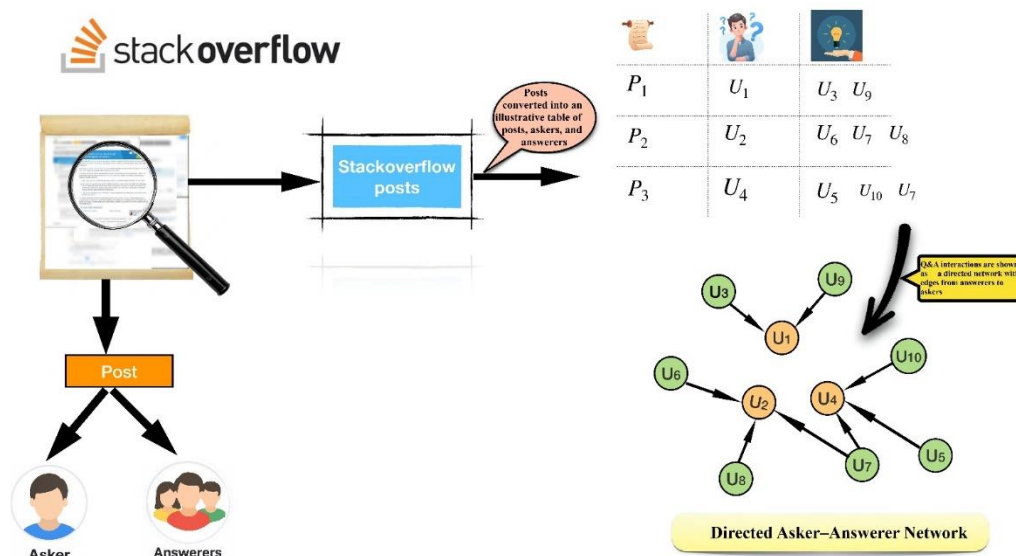 stackoverflow
Posts
converted into an
illustrative table of
posts, askers, and
answerers
Stackoverflow
posts
P1 U1 U3 U9
P2 U2 U6 U7 U8
P3 U4 U5 U10 U7
Q&A interactions are shown
as a directed network with
edges from answerers to
askers
U3
U9
U1
U10
U6
U2
U4
U5
U7
U8
Post
Asker
Answerers
Directed Asker–Answerer Network